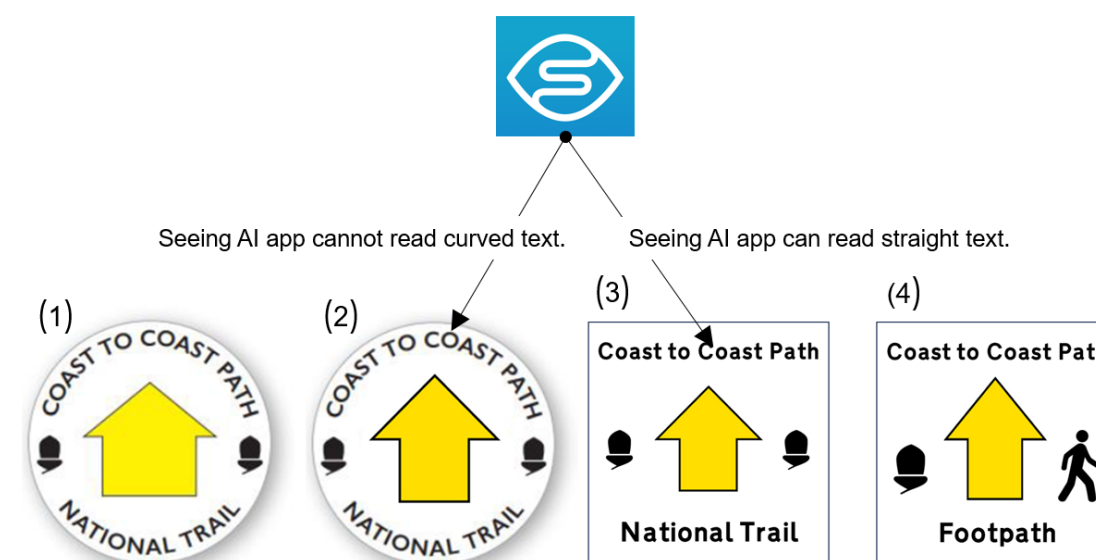 Seeing AI app cannot read curved text.
Seeing AI app can read straight text.
(1)
COAST TO COAST PATH
NATIONAL TRAIL
(2)
COAST TO COAST PATH
NATIONAL TRAIL
(3)
Coast to Coast Path
National Trail
(4)
Coast to Coast Pat
Footpath